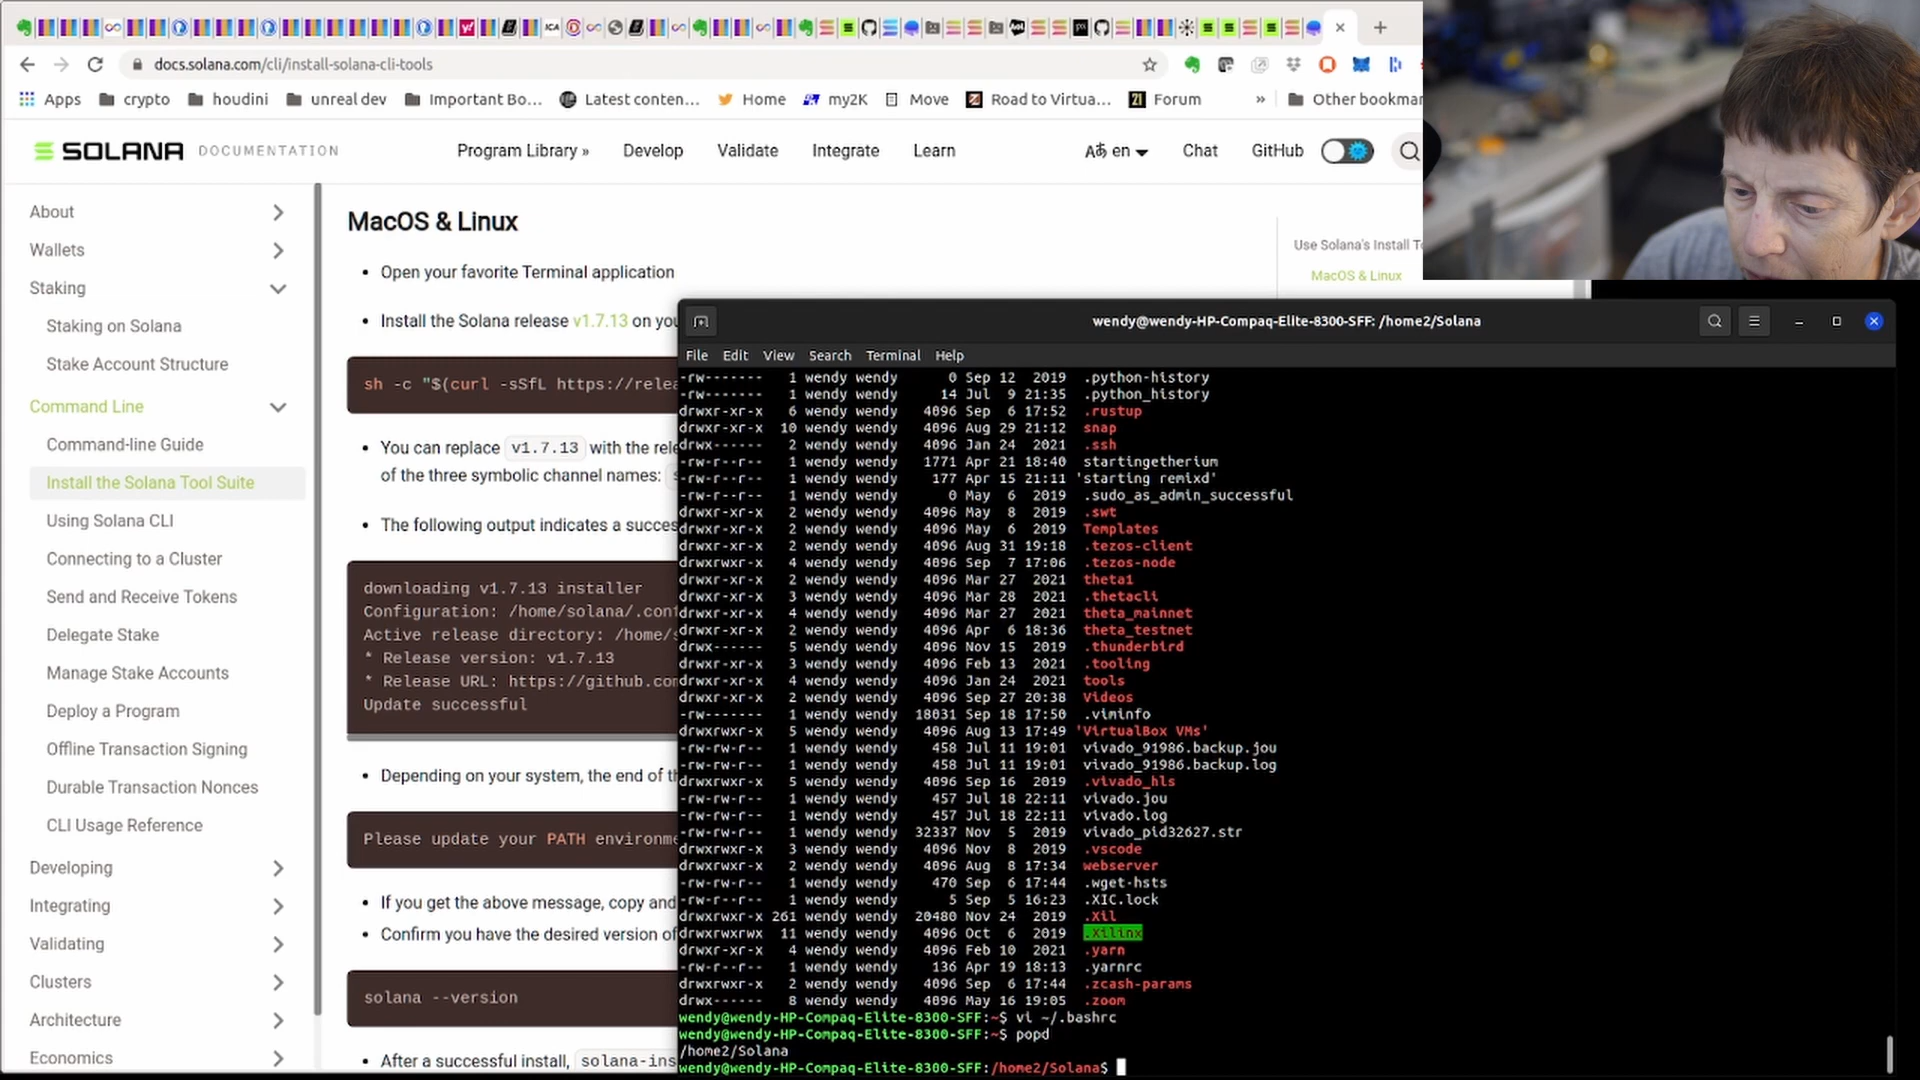 docs.solana.com/cli/install-solana-cli-tools
Apps crypto houdini unreal dev Important Bo... Latest conten... Home my2K Move Road to Virtua... Forum » Other bookmar
SOLANA DOCUMENTATION
Program Library » Develop Validate Integrate Learn
en Chat GitHub
About
Wallets
Staking
Staking on Solana
Stake Account Structure
Command Line
Command-line Guide
Install the Solana Tool Suite
Using Solana CLI
Connecting to a Cluster
Send and Receive Tokens
Delegate Stake
Manage Stake Accounts
Deploy a Program
Offline Transaction Signing
Durable Transaction Nonces
CLI Usage Reference
Developing
Integrating
Validating
Clusters
Architecture
Economics
MacOS & Linux
Open your favorite Terminal application
Install the Solana release v1.7.13 on you
sh -c "$(curl -sSfL https://relea
You can replace v1.7.13 with the rele
of the three symbolic channel names:
The following output indicates a succes
downloading v1.7.13 installer
Configuration: /home/solana/.conf
Active release directory: /home/s
* Release version: v1.7.13
* Release URL: https://github.com
Update successful
Depending on your system, the end of th
Please update your PATH environme
If you get the above message, copy and
Confirm you have the desired version of
solana --version
After a successful install, solana-ins
Use Solana's Install To
MacOS & Linux
wendy@wendy-HP-Compaq-Elite-8300-SFF: /home2/Solana
File Edit View Search Terminal Help
-rw------- 1 wendy wendy 0 Sep 12 2019 .python-history
-rw------- 1 wendy wendy 14 Jul 9 21:35 .python_history
drwxr-xr-x 6 wendy wendy 4096 Sep 6 17:52 .rustup
drwxr-xr-x 10 wendy wendy 4096 Aug 29 21:12 snap
drwx------ 2 wendy wendy 4096 Jan 24 2021 .ssh
-rw-r--r-- 1 wendy wendy 1771 Apr 21 18:40 startingetherium
-rw-r--r-- 1 wendy wendy 177 Apr 15 21:11 'starting remixd'
-rw-r--r-- 1 wendy wendy 0 May 6 2019 .sudo_as_admin_successful
drwxr-xr-x 2 wendy wendy 4096 May 8 2019 .swt
drwxr-xr-x 2 wendy wendy 4096 May 6 2019 Templates
drwxr-xr-x 2 wendy wendy 4096 Aug 31 19:18 .tezos-client
drwxrwxr-x 4 wendy wendy 4096 Sep 7 17:06 .tezos-node
drwxr-xr-x 2 wendy wendy 4096 Mar 27 2021 theta1
drwxr-xr-x 3 wendy wendy 4096 Mar 28 2021 .thetacli
drwxr-xr-x 4 wendy wendy 4096 Mar 27 2021 theta_mainnet
drwxr-xr-x 2 wendy wendy 4096 Apr 6 18:36 theta_testnet
drwx------ 5 wendy wendy 4096 Nov 15 2019 .thunderbird
drwxr-xr-x 3 wendy wendy 4096 Feb 13 2021 .tooling
drwxr-xr-x 4 wendy wendy 4096 Jan 24 2021 tools
drwxr-xr-x 2 wendy wendy 4096 Sep 27 20:38 Videos
-rw------- 1 wendy wendy 18031 Sep 18 17:50 .viminfo
drwxrwxr-x 5 wendy wendy 4096 Aug 13 17:49 'VirtualBox VMs'
-rw-rw-r-- 1 wendy wendy 458 Jul 11 19:01 vivado_91986.backup.jou
-rw-rw-r-- 1 wendy wendy 458 Jul 11 19:01 vivado_91986.backup.log
drwxrwxr-x 5 wendy wendy 4096 Sep 16 2019 .vivado_hls
-rw-rw-r-- 1 wendy wendy 457 Jul 18 22:11 vivado.jou
-rw-rw-r-- 1 wendy wendy 457 Jul 18 22:11 vivado.log
-rw-rw-r-- 1 wendy wendy 32337 Nov 5 2019 vivado_pid32627.str
drwxrwxr-x 3 wendy wendy 4096 Nov 8 2019 .vscode
drwxrwxr-x 2 wendy wendy 4096 Aug 8 17:34 webserver
-rw-rw-r-- 1 wendy wendy 470 Sep 6 17:44 .wget-hsts
-rw-rw-r-- 1 wendy wendy 5 Sep 5 16:23 .XIC.lock
drwxrwxr-x 261 wendy wendy 20480 Nov 24 2019 .Xil
drwxrwxrwx 11 wendy wendy 4096 Oct 6 2019 .Xilinx
drwxrwxr-x 4 wendy wendy 4096 Feb 10 2021 .yarn
-rw-rw-r-- 1 wendy wendy 136 Apr 19 18:13 .yarnrc
drwxrwxr-x 2 wendy wendy 4096 Sep 6 17:44 .zcash-params
drwx------ 8 wendy wendy 4096 May 16 19:05 .zoom
wendy@wendy-HP-Compaq-Elite-8300-SFF:~$ vi ~/.bashrc
wendy@wendy-HP-Compaq-Elite-8300-SFF:~$ popd
/home2/Solana
wendy@wendy-HP-Compaq-Elite-8300-SFF:/home2/Solana$